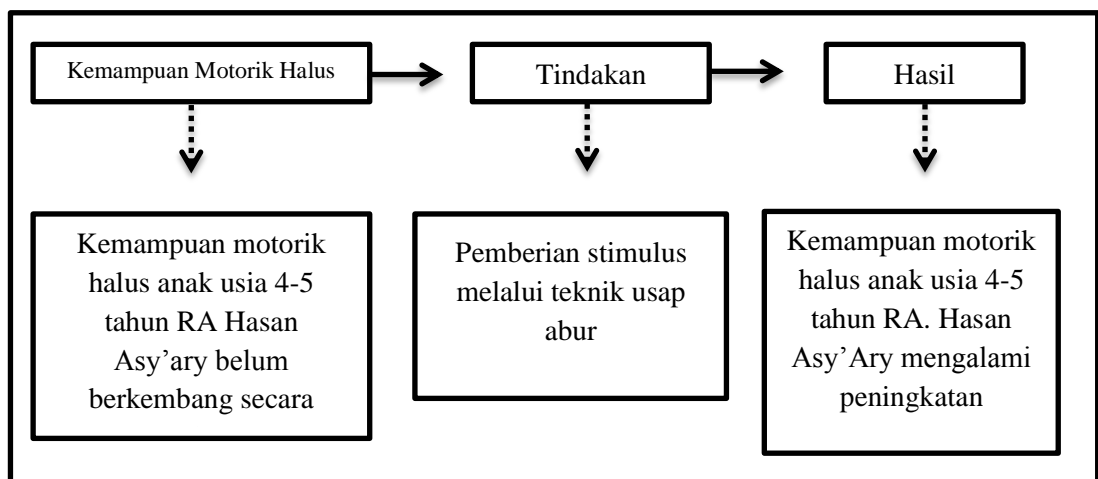 Kemampuan Motorik Halus
Tindakan
Hasil
Kemampuan motorik
halus anak usia 4-5
tahun RA Hasan
Asy’ary belum
berkembang secara
Pemberian stimulus
melalui teknik usap
abur
Kemampuan motorik
halus anak usia 4-5
tahun RA. Hasan
Asy’Ary mengalami
peningkatan